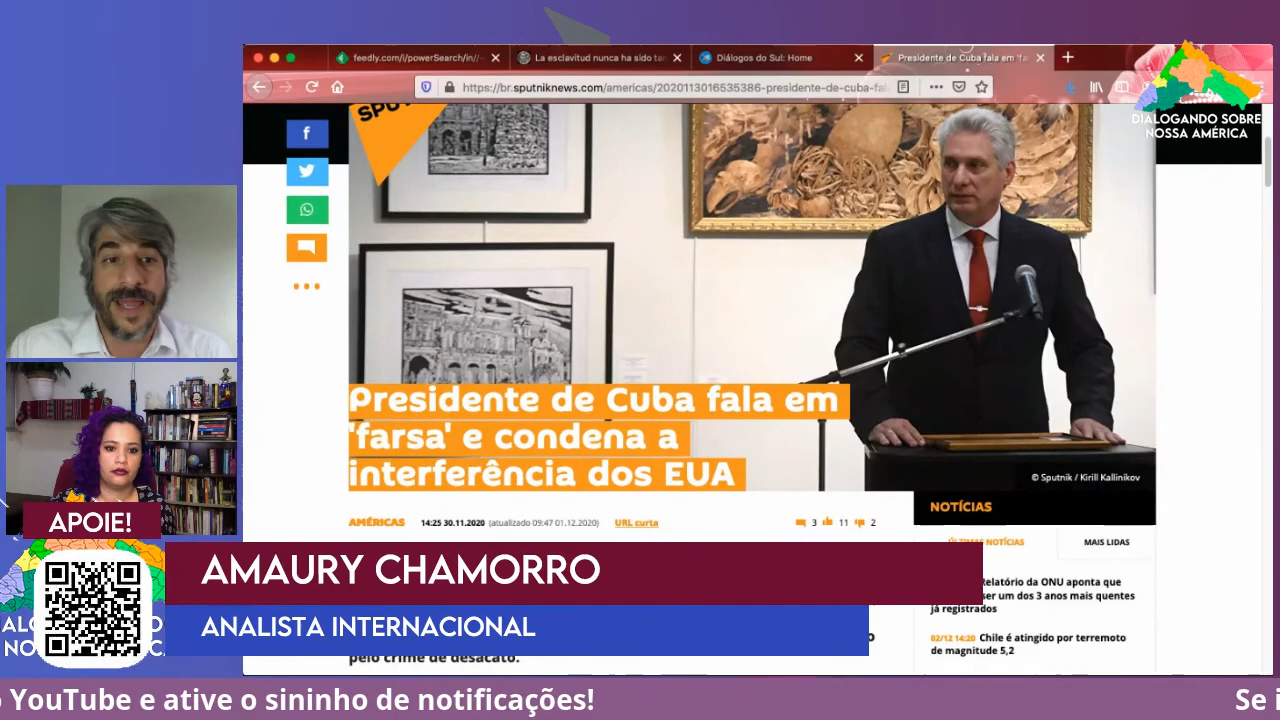 feedly.com/i/powerSearch/in//
La esclavitud nunca ha sido tan
Diálogos do Sul: Home
Presidente de Cuba fala em 'fa
https://br.sputniknews.com/americas/2020113016535386-presidente-de-cuba-fal
DIALOGANDO SOBRE
NOSSA AMÉRICA
SPUT
Presidente de Cuba fala em
'farsa' e condena a
interferência dos EUA
© Sputnik / Kirill Kallinikov
NOTÍCIAS
AMÉRICAS 14:25 30.11.2020 (atualizado 09:47 01.12.2020) URL curta 3 11 2
ÚLTIMAS NOTÍCIAS MAIS LIDAS
Relatório da ONU aponta que
ser um dos 3 anos mais quentes
já registrados
02/12 14:20 Chile é atingido por terremoto
de magnitude 5,2
pelo crime de desacato.
APOIE!
AMAURY CHAMORRO
ANALISTA INTERNACIONAL
o YouTube e ative o sininho de notificações!
Se i